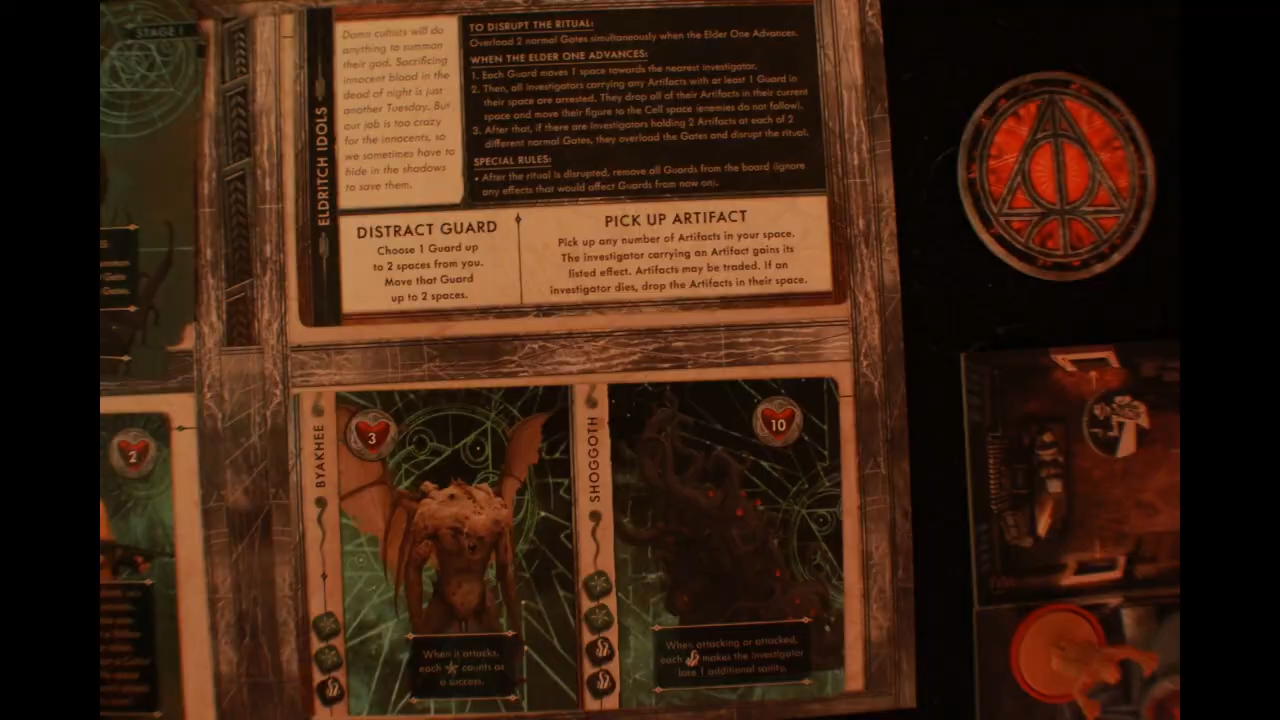 STAGE I
ELDRITCH IDOLS
Damn cultists will do
anything to summon
their god. Sacrificing
innocent blood in the
dead of night is just
another Tuesday. But
our job is too crazy
for the innocents, so
we sometimes have to
hide in the shadows
to save them.
TO DISRUPT THE RITUAL:
Overload 2 normal Gates simultaneously when the Elder One Advances.
WHEN THE ELDER ONE ADVANCES:
1. Each Guard moves 1 space towards the nearest investigator.
2. Then, all investigators carrying any Artifacts with at least 1 Guard in
their space are arrested. They drop all of their Artifacts in their current
space and move their figure to the Cell space (enemies do not follow).
3. After that, if there are investigators holding 2 Artifacts at each of 2
different normal Gates, they overload the Gates and disrupt the ritual.
SPECIAL RULES:
• After the ritual is disrupted, remove all Guards from the board (ignore
any effects that would affect Guards from now on).
DISTRACT GUARD
Choose 1 Guard up
to 2 spaces from you.
Move that Guard
up to 2 spaces.
PICK UP ARTIFACT
Pick up any number of Artifacts in your space.
The investigator carrying an Artifact gains its
listed effect. Artifacts may be traded. If an
investigator dies, drop the Artifacts in their space.
2
BYAKHEE
3
When it attacks,
each counts as
a success.
SHOGGOTH
10
When attacking or attacked,
each makes the investigator
lose 1 additional sanity.